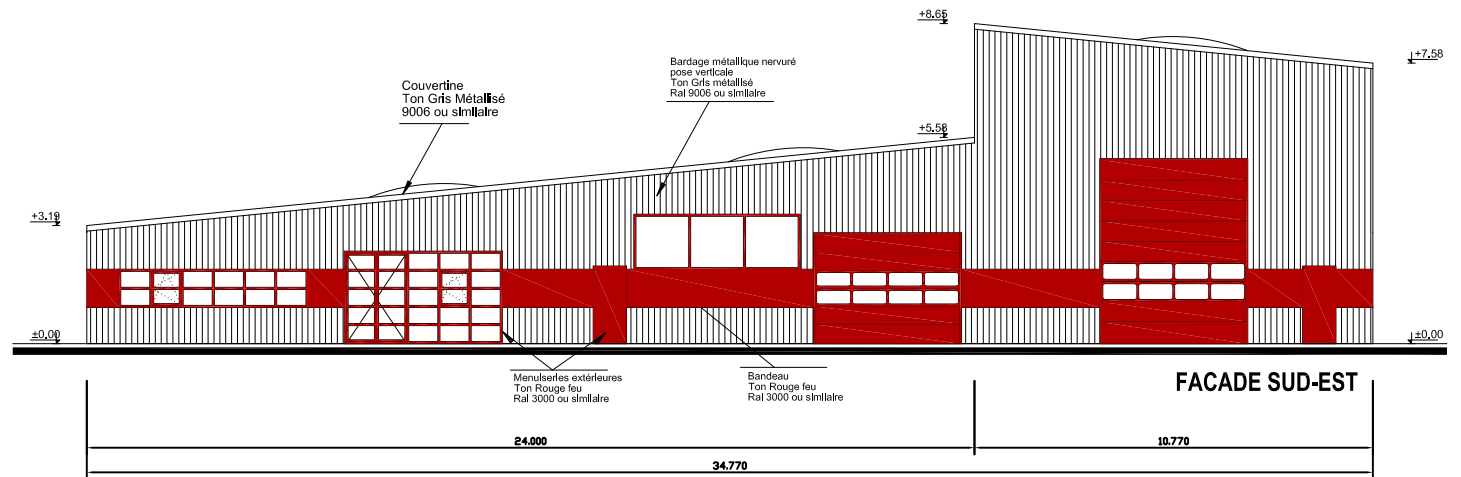 +8.65
+7.58
Bardage métallique nervuré
pose verticale
Ton Gris métallisé
Ral 9006 ou similaire
Couvertine
Ton Gris Métallisé
9006 ou similaire
+5.58
+3.19
±0,00
±0,00
Menuiseries extérieures
Ton Rouge feu
Ral 3000 ou similaire
Bandeau
Ton Rouge feu
Ral 3000 ou similaire
FACADE SUD-EST
24.000
10.770
34.770